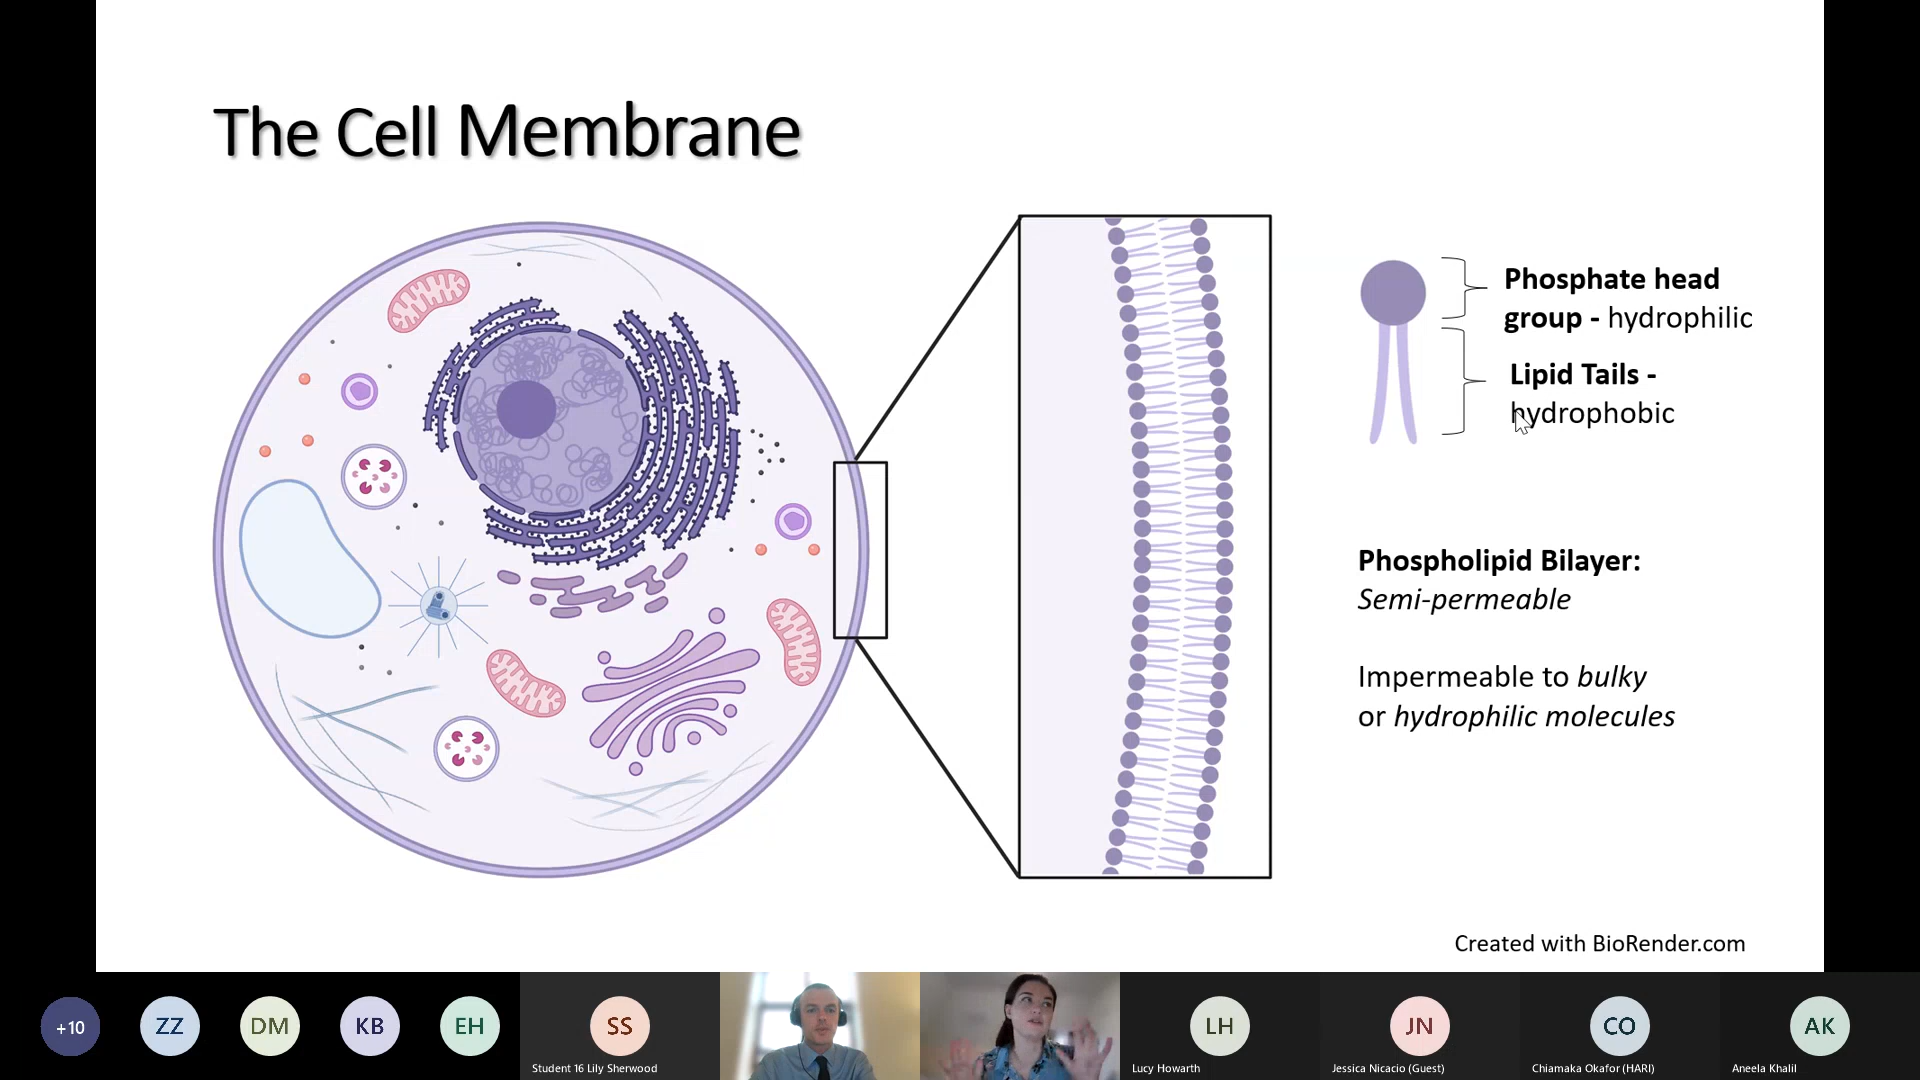 The Cell Membrane
Phosphate head
group - hydrophilic
Lipid Tails -
hydrophobic
Phospholipid Bilayer:
Semi-permeable
Impermeable to bulky
or hydrophilic molecules
Created with BioRender.com
+10
ZZ
DM
KB
EH
SS
LH
JN
CO
AK
Student 16 Lily Sherwood
Lucy Howarth
Jessica Nicacio (Guest)
Chiamaka Okafor (HARI)
Aneela Khalil